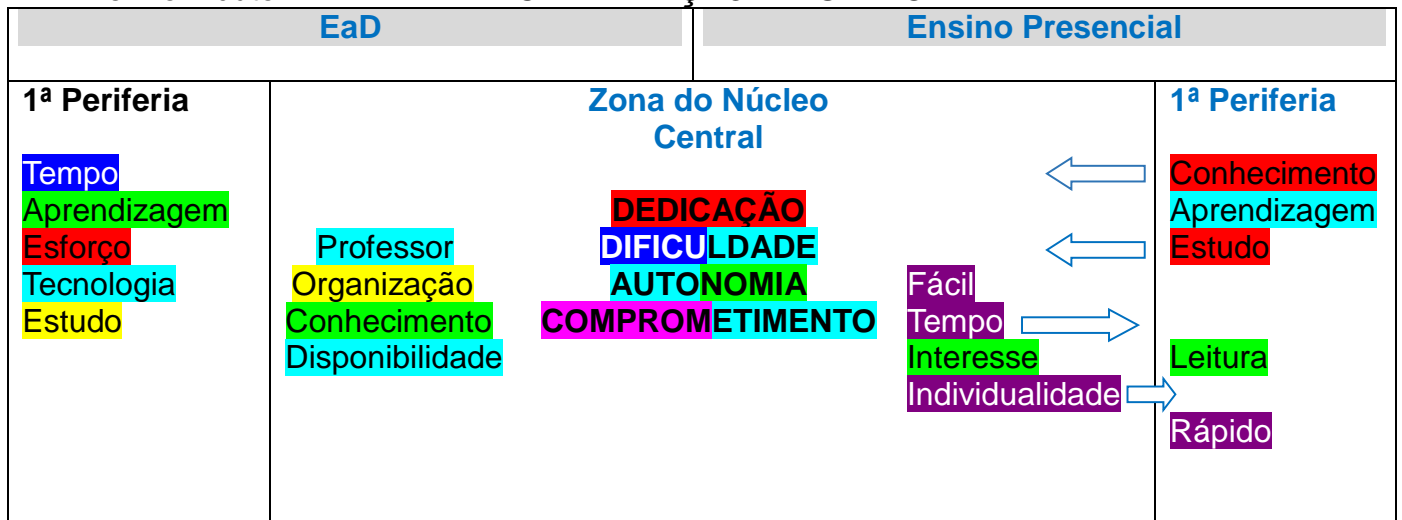 EaD
Ensino Presencial
1ª Periferia
Tempo
Aprendizagem
Esforço
Tecnologia
Estudo
Zona do Núcleo
Central
Professor
Organização
Conhecimento
Disponibilidade
DEDICAÇÃO
DIFICULDADE
AUTONOMIA
COMPROMETIMENTO
Fácil
Tempo
Interesse
Individualidade
1ª Periferia
Conhecimento
Aprendizagem
Estudo
Leitura
Rápido